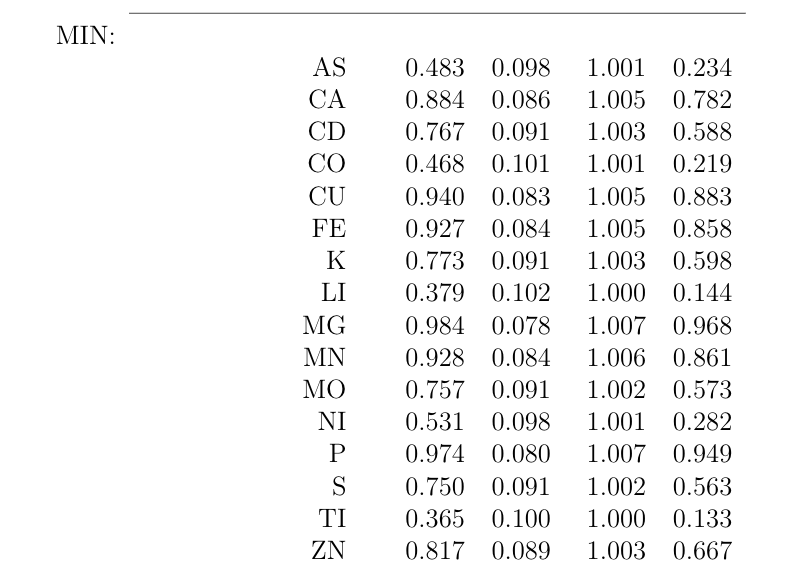 MIN:
AS 0.483 0.098 1.001 0.234
CA 0.884 0.086 1.005 0.782
CD 0.767 0.091 1.003 0.588
CO 0.468 0.101 1.001 0.219
CU 0.940 0.083 1.005 0.883
FE 0.927 0.084 1.005 0.858
K 0.773 0.091 1.003 0.598
LI 0.379 0.102 1.000 0.144
MG 0.984 0.078 1.007 0.968
MN 0.928 0.084 1.006 0.861
MO 0.757 0.091 1.002 0.573
NI 0.531 0.098 1.001 0.282
P 0.974 0.080 1.007 0.949
S 0.750 0.091 1.002 0.563
TI 0.365 0.100 1.000 0.133
ZN 0.817 0.089 1.003 0.667